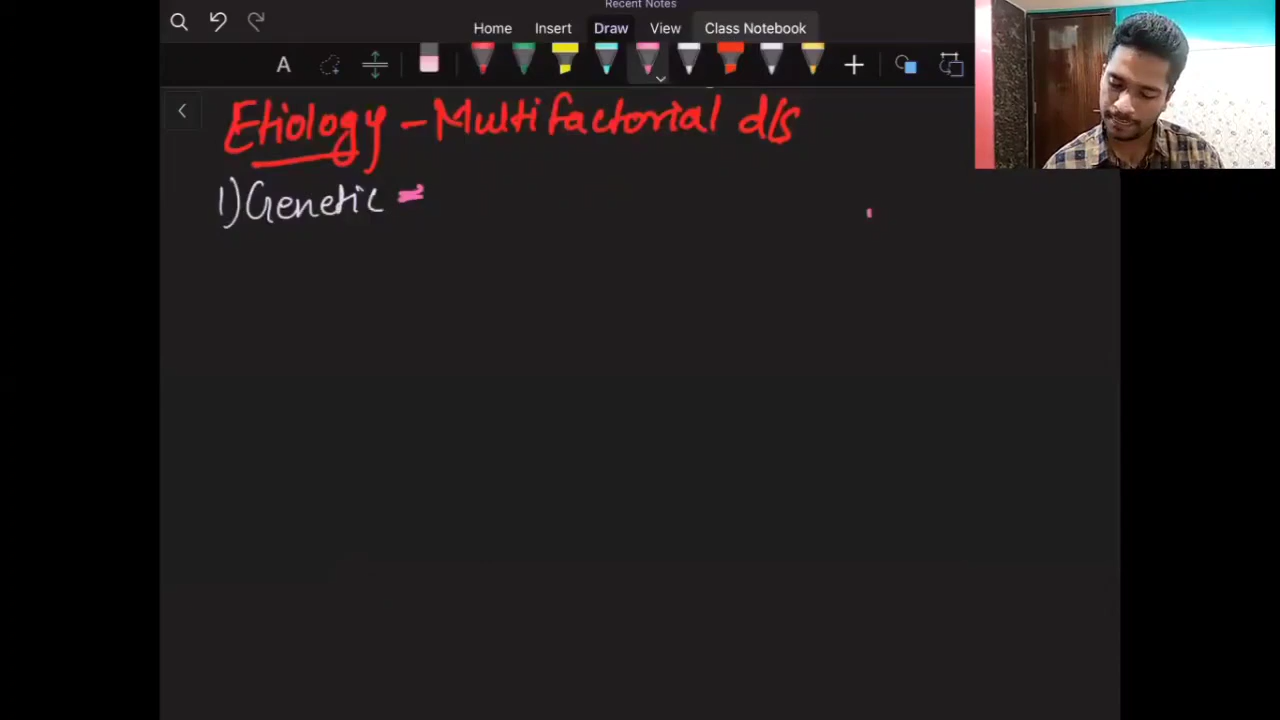 Recent Notes
Home Insert Draw View Class Notebook
A
Etiology - Multifactorial d/s
1) Genetic =